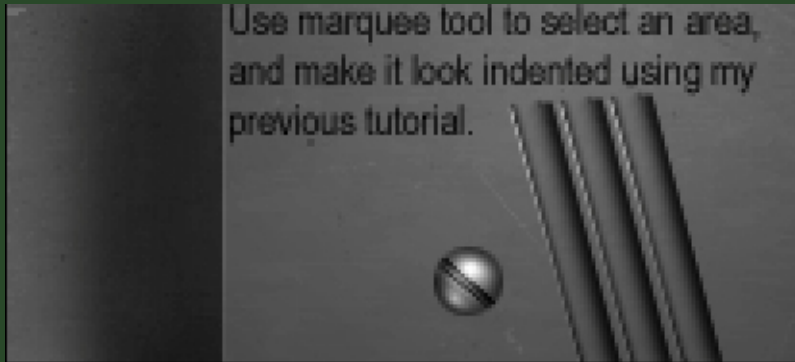 Use marquee tool to select an area,
and make it look indented using my
previous tutorial.